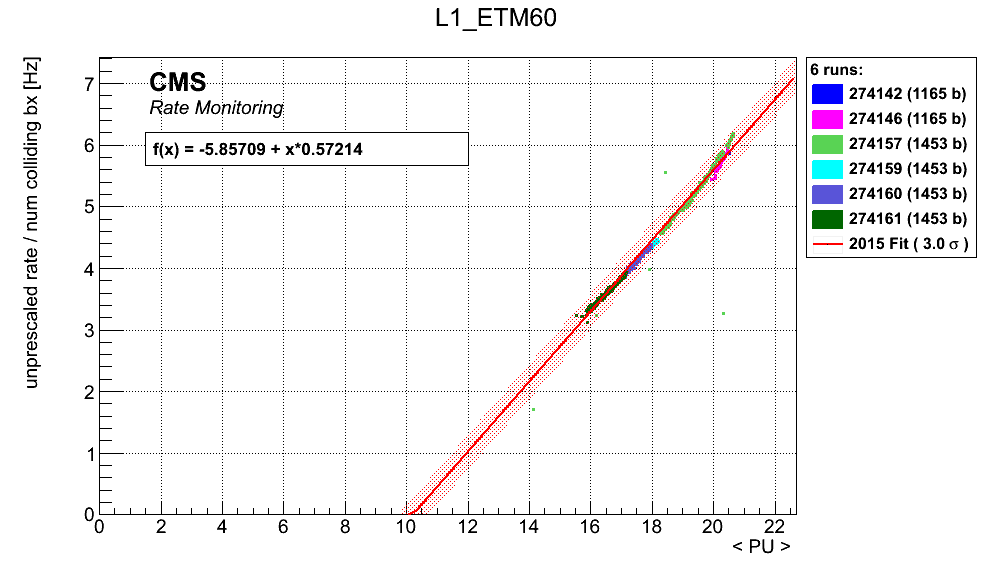 L1_ETM60
unprescaled rate / num colliding bx [Hz]
CMS
Rate Monitoring
f(x) = -5.85709 + x*0.57214
7
6
5
4
3
2
1
0
0 2 4 6 8 10 12 14 16 18 20 22
< PU >
6 runs:
274142 (1165 b)
274146 (1165 b)
274157 (1453 b)
274159 (1453 b)
274160 (1453 b)
274161 (1453 b)
2015 Fit ( 3.0 σ )